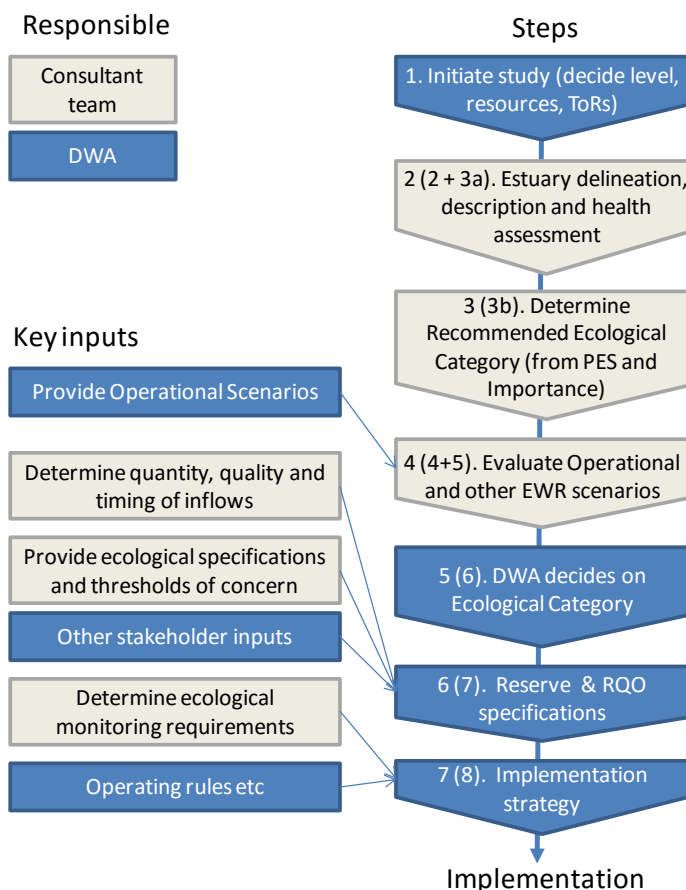 Responsible
Consultant
team
DWA
Steps
1. Initiate study (decide level,
resources, ToRs)
2 (2 + 3a). Estuary delineation,
description and health
assessment
3 (3b). Determine
Recommended Ecological
Category (from PES and
Importance)
4 (4+5). Evaluate Operational
and other EWR scenarios
5 (6). DWA decides on
Ecological Category
6 (7). Reserve & RQO
specifications
7 (8). Implementation
strategy
Implementation
Key inputs
Provide Operational Scenarios
Determine quantity, quality and
timing of inflows
Provide ecological specifications
and thresholds of concern
Other stakeholder inputs
Determine ecological
monitoring requirements
Operating rules etc